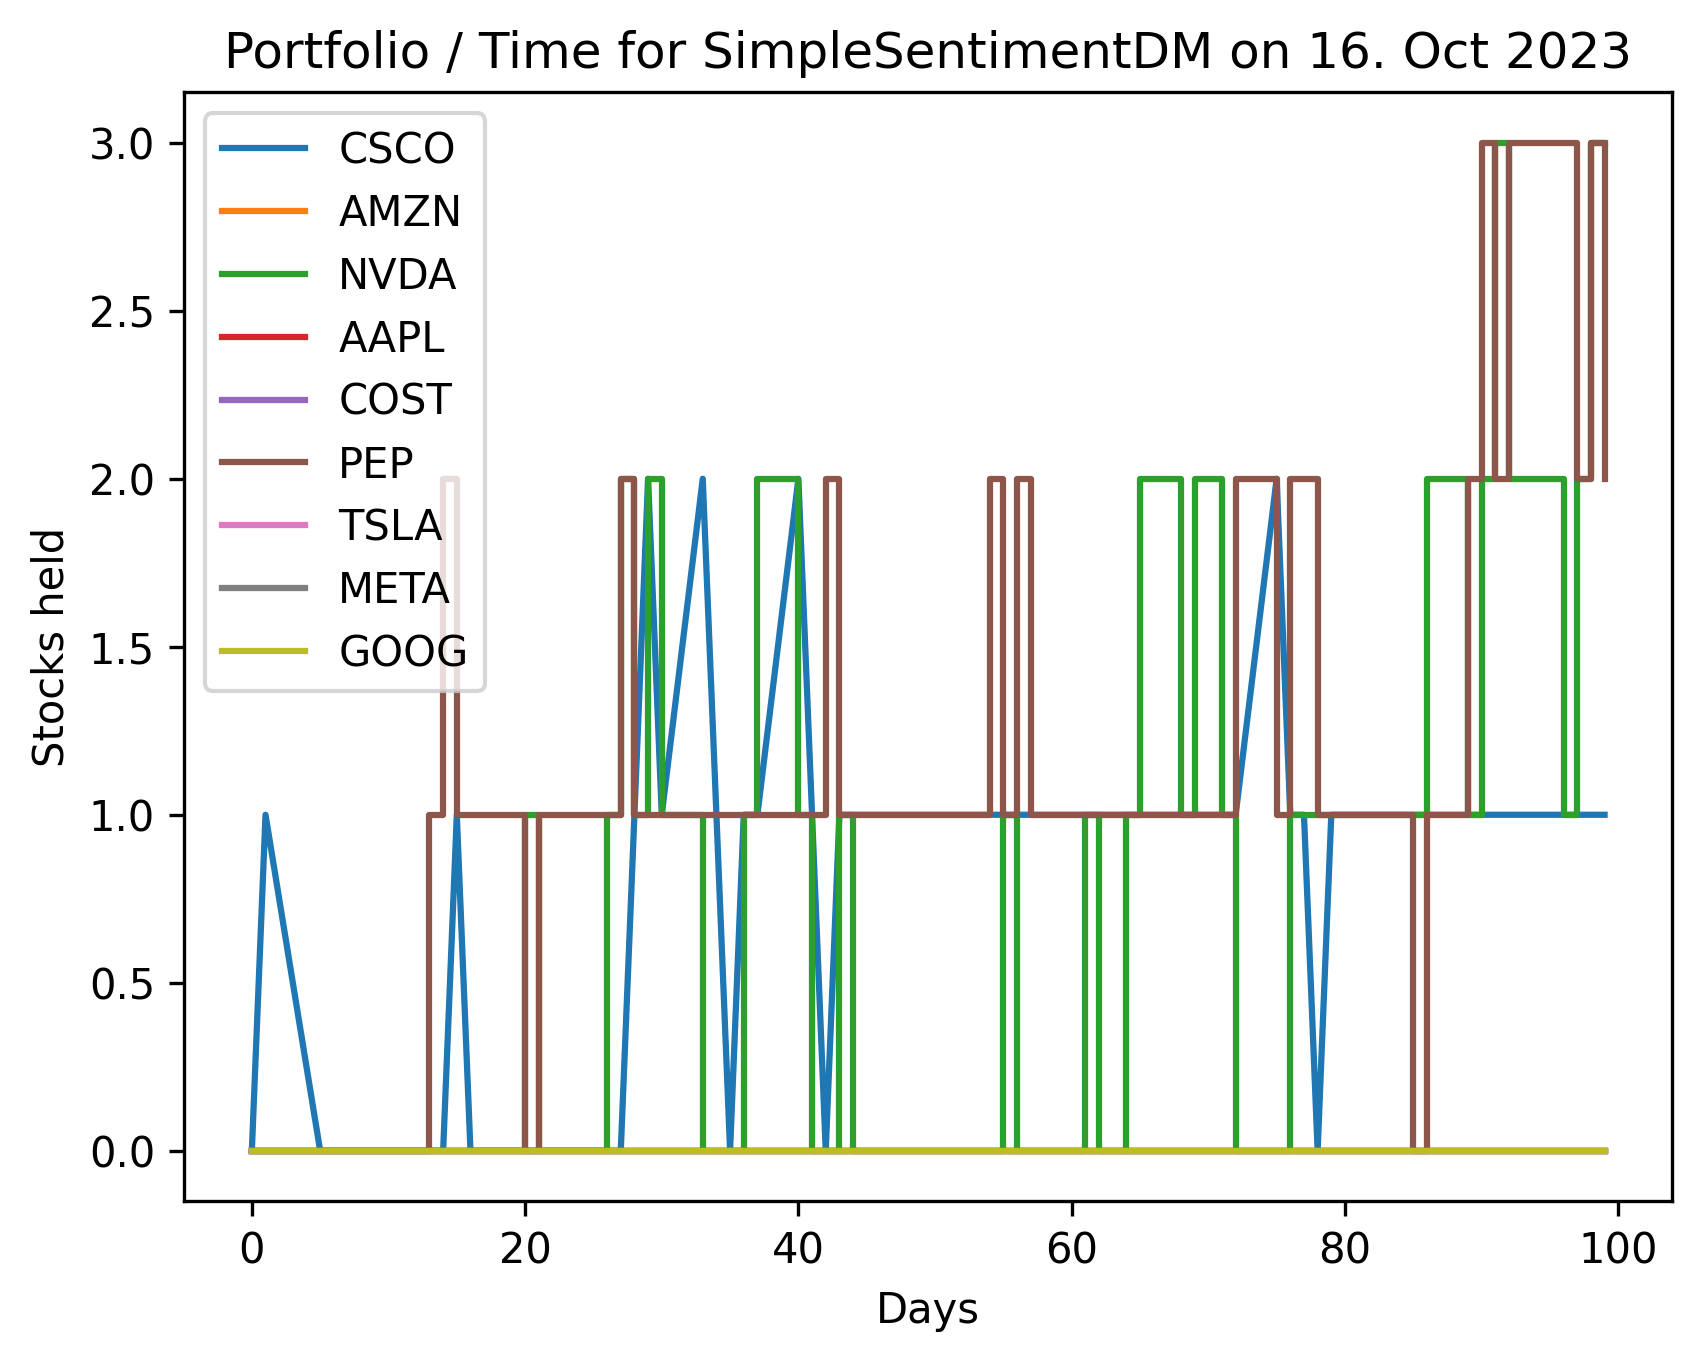 Portfolio / Time for SimpleSentimentDM on 16. Oct 2023
CSCO
AMZN
NVDA
AAPL
COST
PEP
TSLA
META
GOOG
3.0
2.5
2.0
1.5
1.0
0.5
0.0
Stocks held
0 20 40 60 80 100
Days